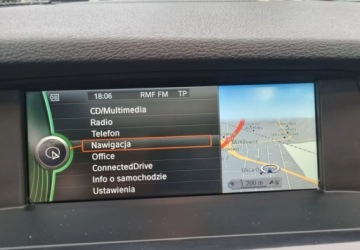 18:06 RMF FM TP
CD/Multimedia
Radio
Telefon
Nawigacja
Office
ConnectedDrive
Info o samochodzie
Ustawienia
200 m